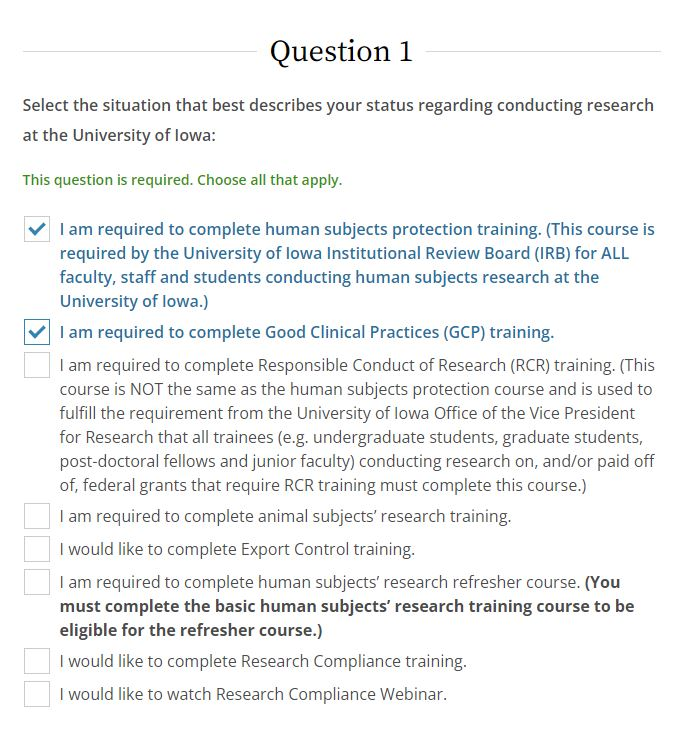 Question 1
Select the situation that best describes your status regarding conducting research
at the University of Iowa:
This question is required. Choose all that apply.
I am required to complete human subjects protection training. (This course is
required by the University of Iowa Institutional Review Board (IRB) for ALL
faculty, staff and students conducting human subjects research at the
University of Iowa.)
I am required to complete Good Clinical Practices (GCP) training.
I am required to complete Responsible Conduct of Research (RCR) training. (This
course is NOT the same as the human subjects protection course and is used to
fulfill the requirement from the University of Iowa Office of the Vice President
for Research that all trainees (e.g. undergraduate students, graduate students,
post-doctoral fellows and junior faculty) conducting research on, and/or paid off
of, federal grants that require RCR training must complete this course.)
I am required to complete animal subjects’ research training.
I would like to complete Export Control training.
I am required to complete human subjects’ research refresher course. (You
must complete the basic human subjects’ research training course to be
eligible for the refresher course.)
I would like to complete Research Compliance training.
I would like to watch Research Compliance Webinar.